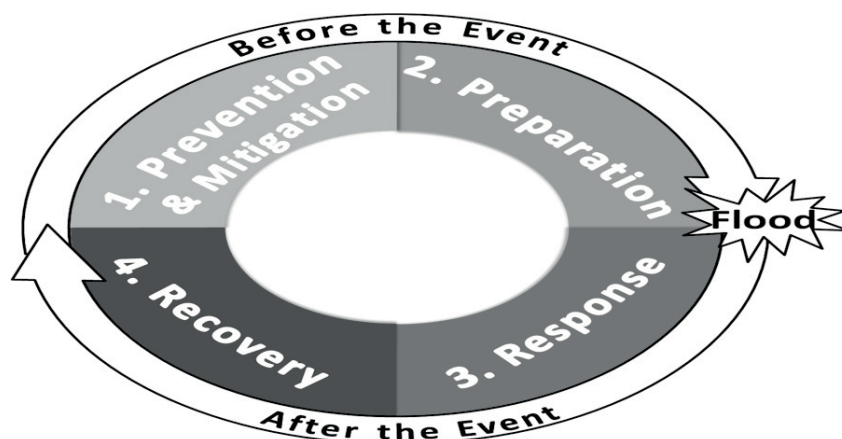 Before the Event
1. Prevention
& Mitigation
2. Preparation
Flood
3. Response
4. Recovery
After the Event